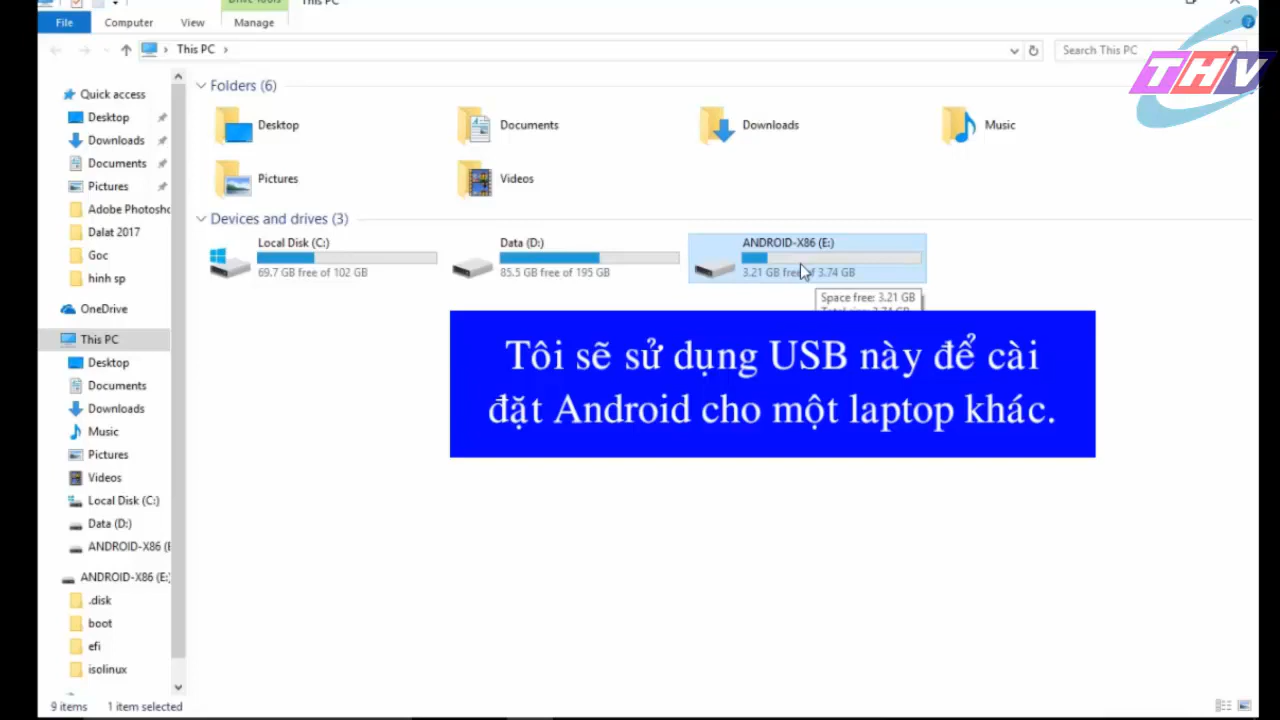 This PC
File
Computer
View
Manage
This PC
Search This PC
THV
Quick access
Desktop
Downloads
Documents
Pictures
Adobe Photosho
Dalat 2017
Goc
hinh sp
OneDrive
This PC
Desktop
Documents
Downloads
Music
Pictures
Videos
Local Disk (C:)
Data (D:)
ANDROID-X86 (E
ANDROID-X86 (E:)
.disk
boot
efi
isolinux
Folders (6)
Desktop
Documents
Downloads
Music
Pictures
Videos
Devices and drives (3)
Local Disk (C:)
69.7 GB free of 102 GB
Data (D:)
85.5 GB free of 195 GB
ANDROID-X86 (E:)
3.21 GB free of 3.74 GB
Space free: 3.21 GB
Tôi sẽ sử dụng USB này để cài
đặt Android cho một laptop khác.
9 items
1 item selected